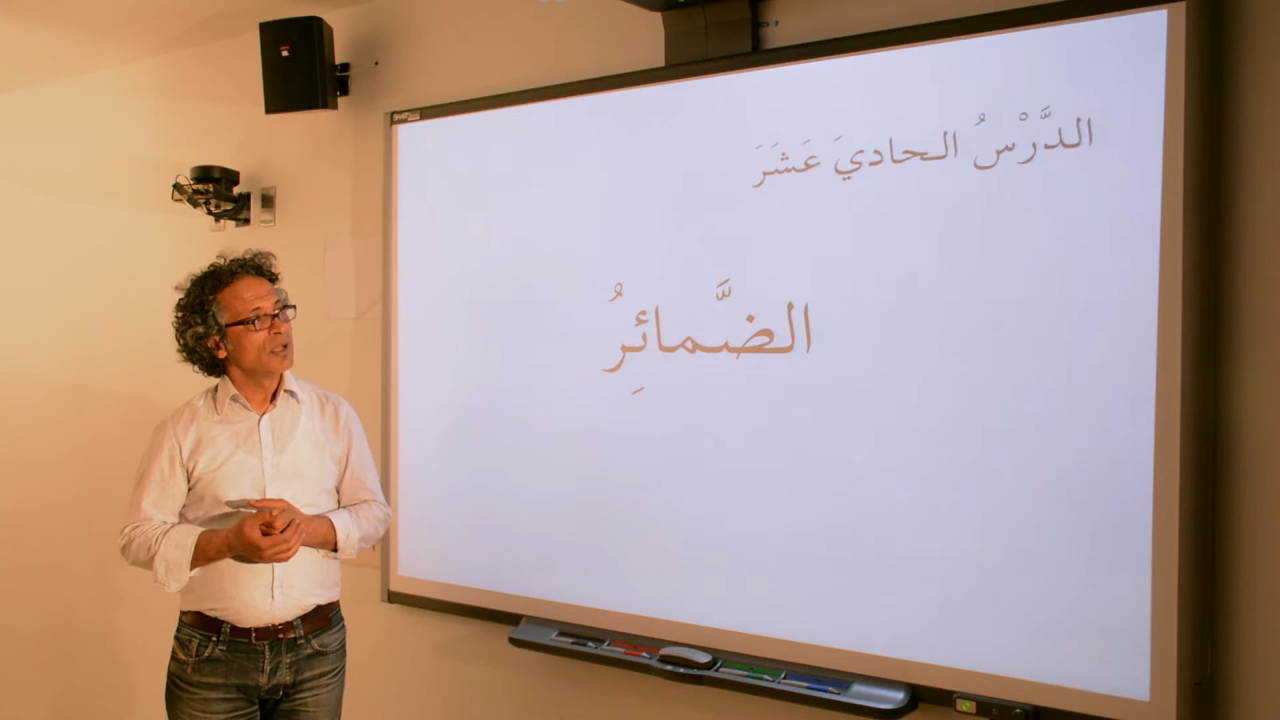 الدَّرْسُ الحاديَ عَشَرَ
الضَّمائِرُ